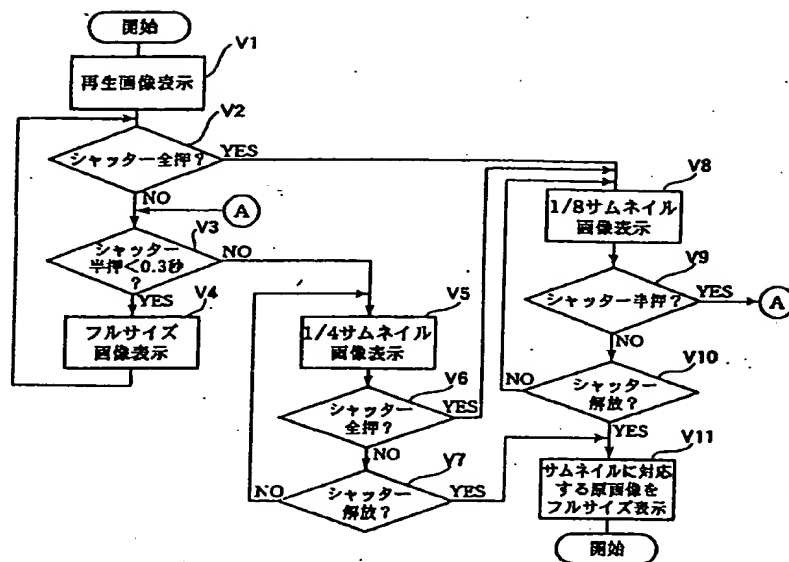 開始
V1
再生画像表示
V2
シャッター全押?
YES
NO
A
V3
シャッター
半押<0.3秒
?
NO
YES
V4
フルサイズ
画像表示
V5
1/4サムネイル
画像表示
V6
シャッター
全押?
YES
NO
V7
シャッター
解放?
NO
YES
V8
1/8サムネイル
画像表示
V9
シャッター半押?
YES
A
NO
V10
シャッター
解放?
NO
YES
V11
サムネイルに対応
する原画像を
フルサイズ表示
開始